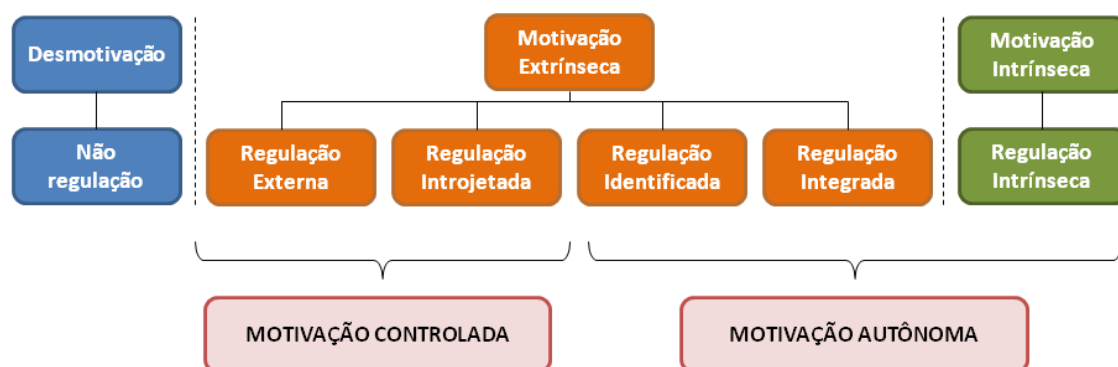 Desmotivação
Motivação
Extrínseca
Motivação
Intrínseca
Não
regulação
Regulação
Externa
Regulação
Introjetada
Regulação
Identificada
Regulação
Integrada
Regulação
Intrínseca
MOTIVAÇÃO CONTROLADA
MOTIVAÇÃO AUTÔNOMA